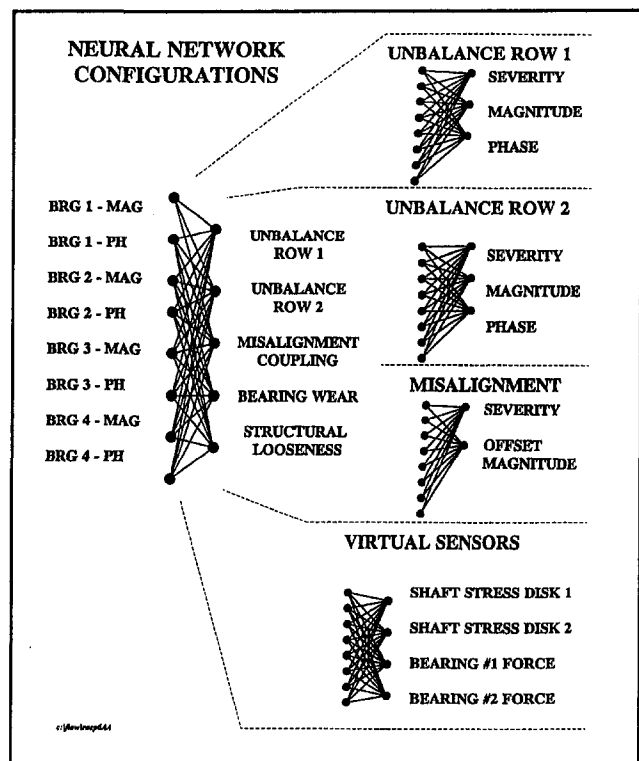 NEURAL NETWORK
CONFIGURATIONS
BRG 1 - MAG
BRG 1 - PH
BRG 2 - MAG
BRG 2 - PH
BRG 3 - MAG
BRG 3 - PH
BRG 4 - MAG
BRG 4 - PH
UNBALANCE
ROW 1
UNBALANCE
ROW 2
MISALIGNMENT
COUPLING
BEARING WEAR
STRUCTURAL
LOOSENESS
UNBALANCE ROW 1
SEVERITY
MAGNITUDE
PHASE
UNBALANCE ROW 2
SEVERITY
MAGNITUDE
PHASE
MISALIGNMENT
SEVERITY
OFFSET
MAGNITUDE
VIRTUAL SENSORS
SHAFT STRESS DISK 1
SHAFT STRESS DISK 2
BEARING #1 FORCE
BEARING #2 FORCE